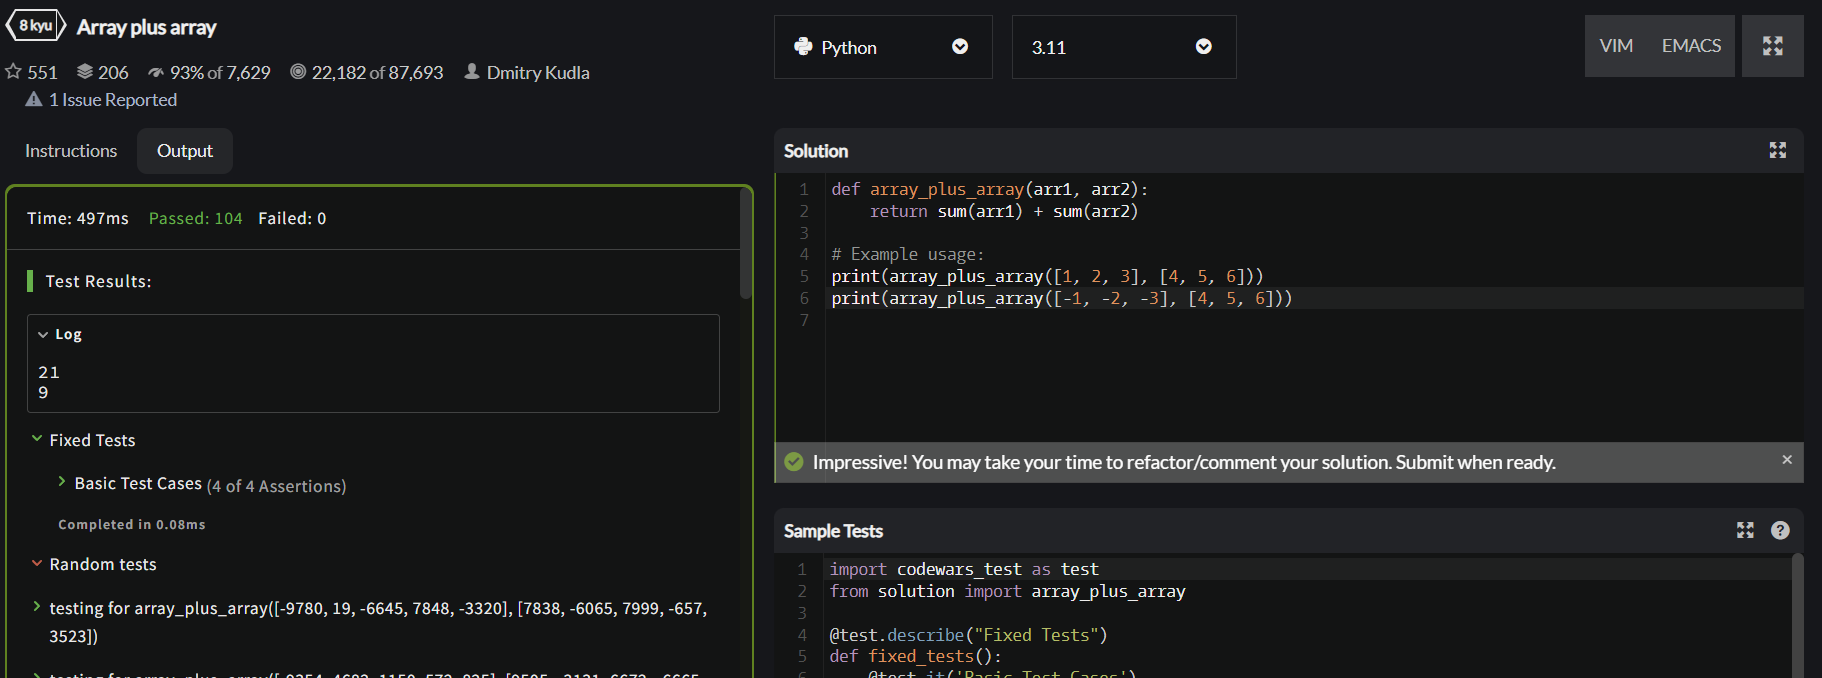 8 kyu Array plus array
551 206 93% of 7,629 22,182 of 87,693 Dmitry Kudla
1 Issue Reported
Instructions Output
Time: 497ms Passed: 104 Failed: 0
Test Results:
Log
21
9
Fixed Tests
Basic Test Cases (4 of 4 Assertions)
Completed in 0.08ms
Random tests
testing for array_plus_array([-9780, 19, -6645, 7848, -3320], [7838, -6065, 7999, -657,
3523])
Python 3.11 VIM EMACS
Solution
1 def array_plus_array(arr1, arr2):
2 return sum(arr1) + sum(arr2)
3
4 # Example usage:
5 print(array_plus_array([1, 2, 3], [4, 5, 6]))
6 print(array_plus_array([-1, -2, -3], [4, 5, 6]))
7
Impressive! You may take your time to refactor/comment your solution. Submit when ready.
Sample Tests
1 import codewars_test as test
2 from solution import array_plus_array
3
4 @test.describe("Fixed Tests")
5 def fixed_tests():
6 @test.it('Basic Test Cases')